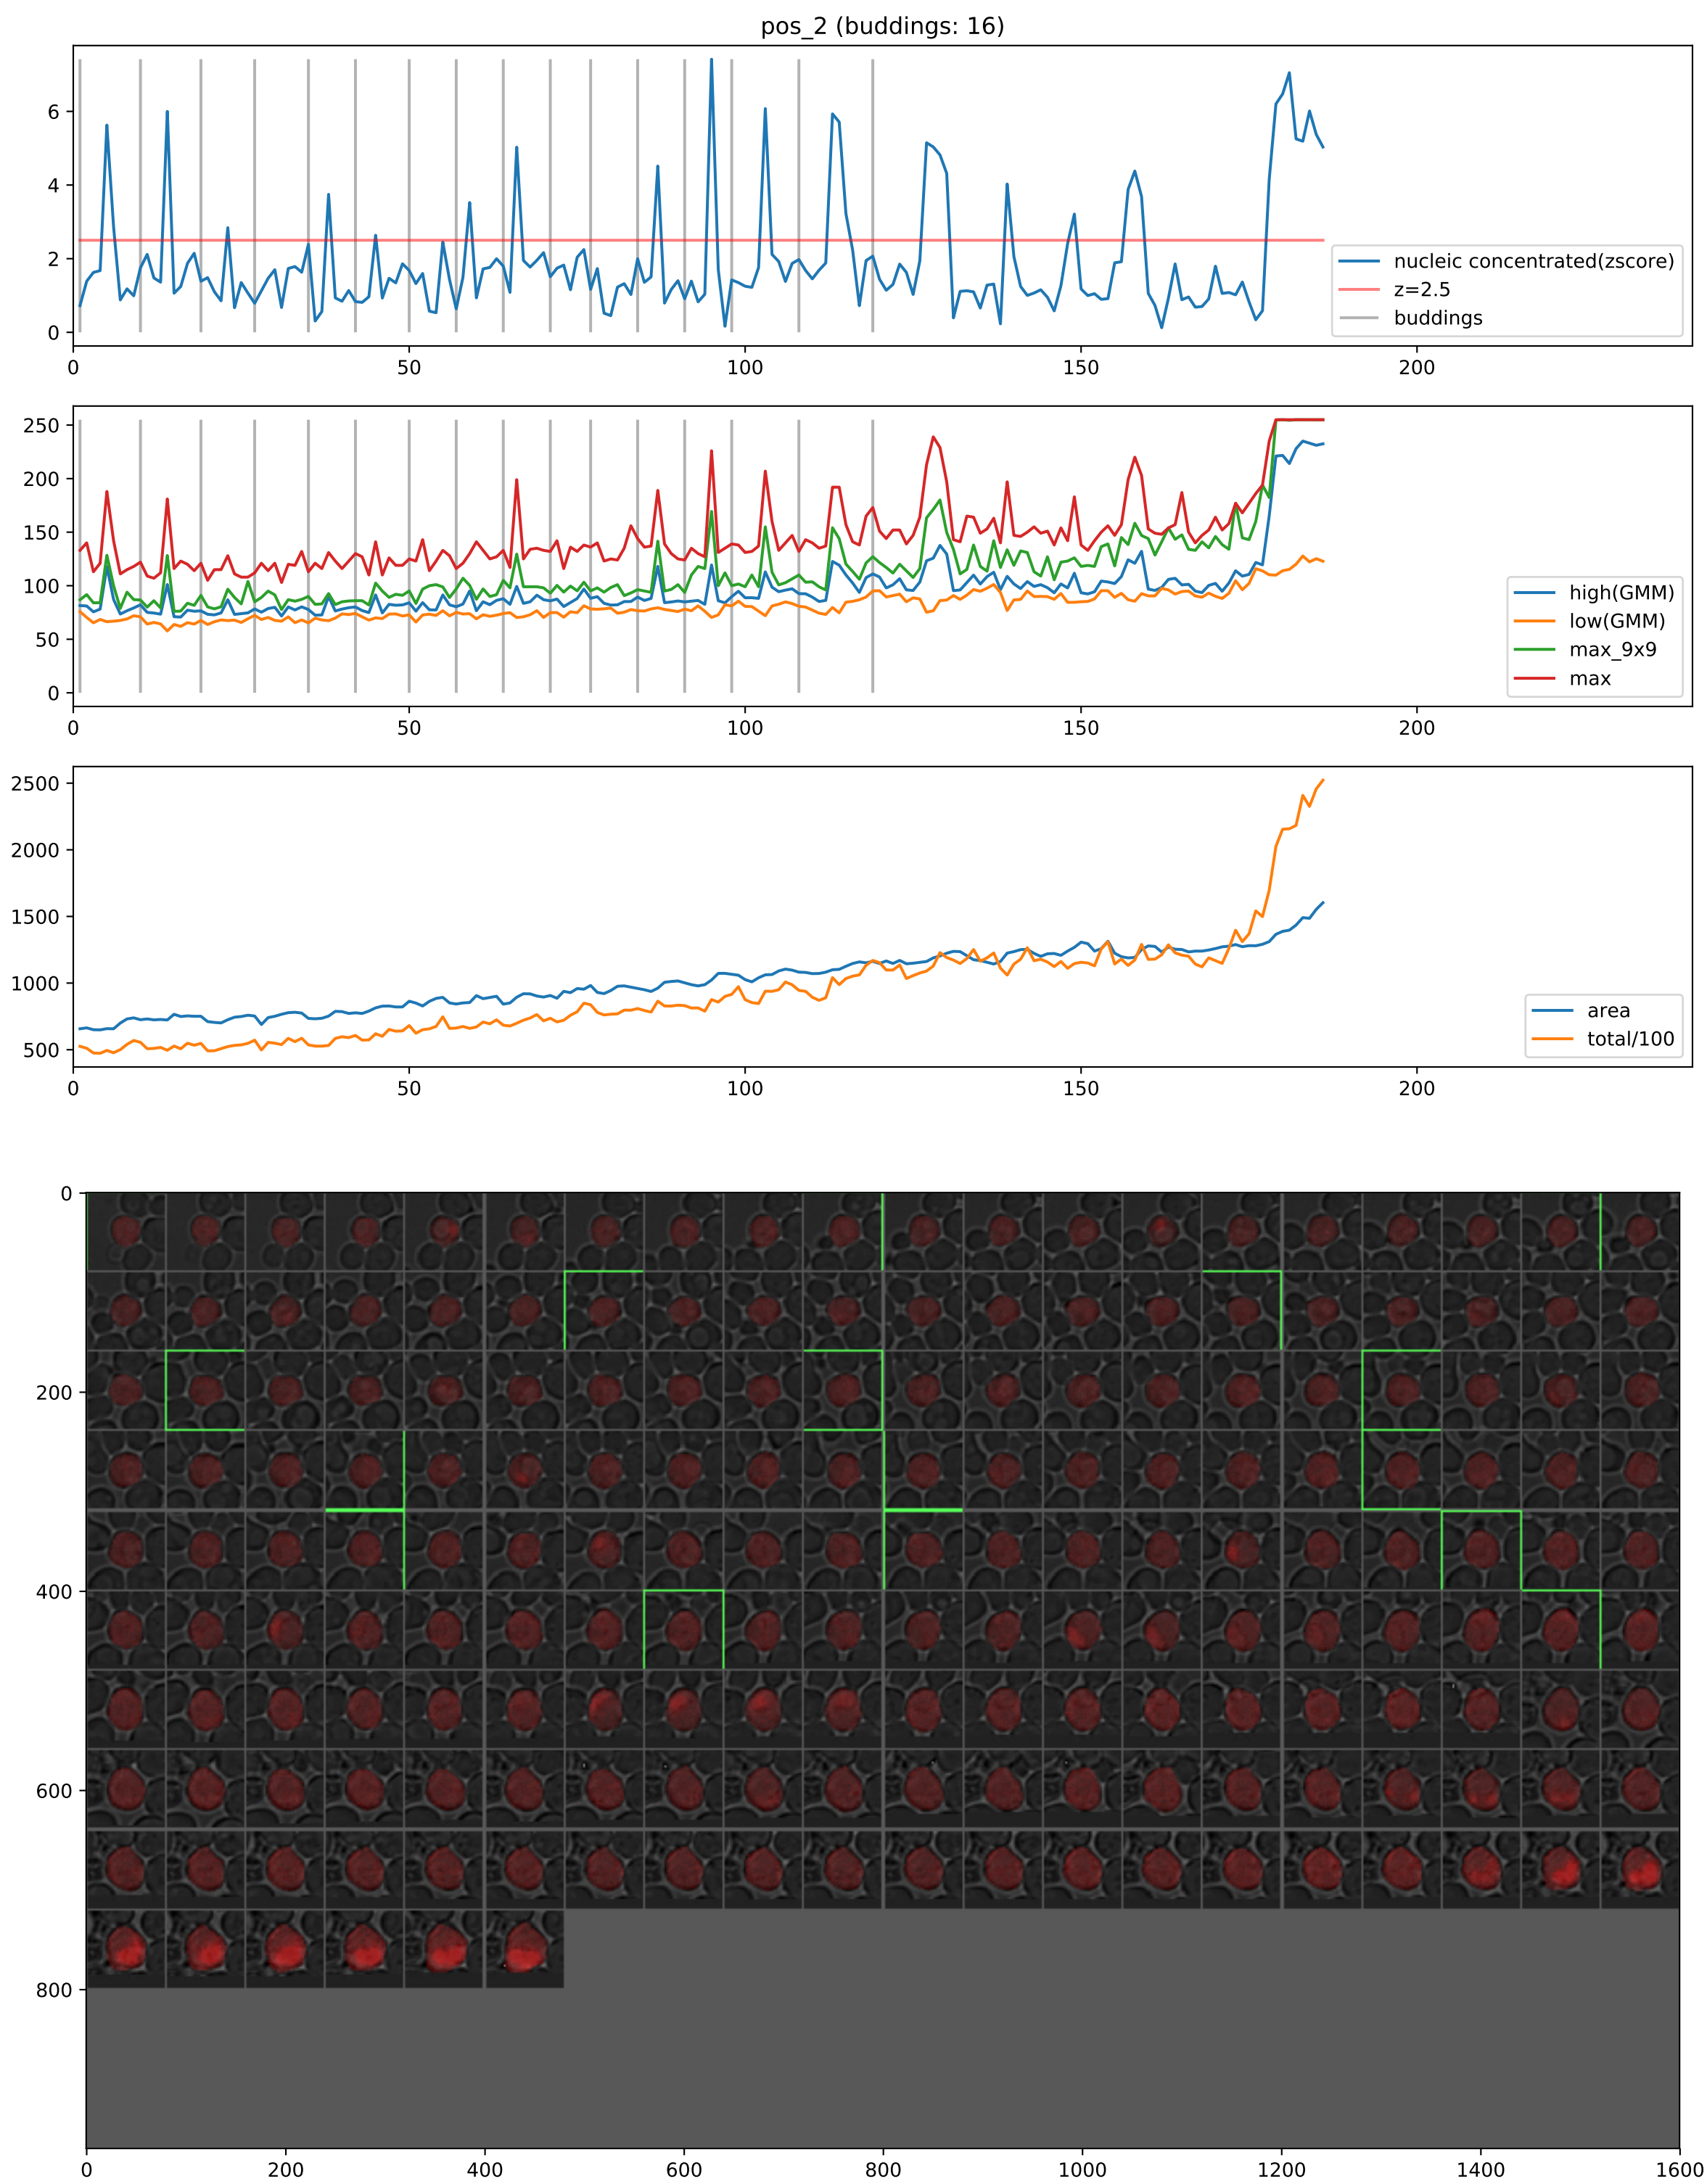 pos_2 (buddings: 16)
6
4
2
0
nucleic concentrated(zscore)
z=2.5
buddings
0 50 100 150 200
250
200
150
100
50
0
high(GMM)
low(GMM)
max_9x9
max
0 50 100 150 200
2500
2000
1500
1000
500
area
total/100
0 50 100 150 200
0
200
400
600
800
0 200 400 600 800 1000 1200 1400 1600